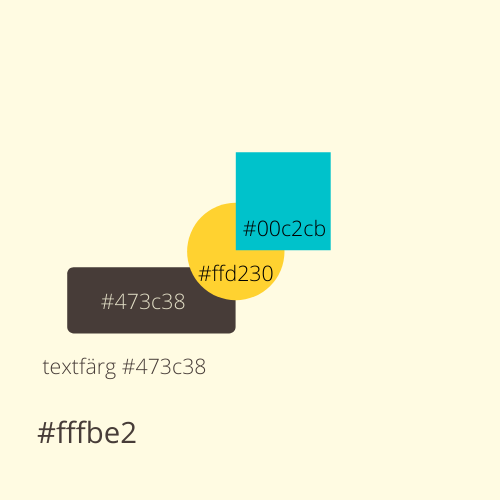 #00c2cb
#ffd230
#473c38
textfärg #473c38
#fffbe2